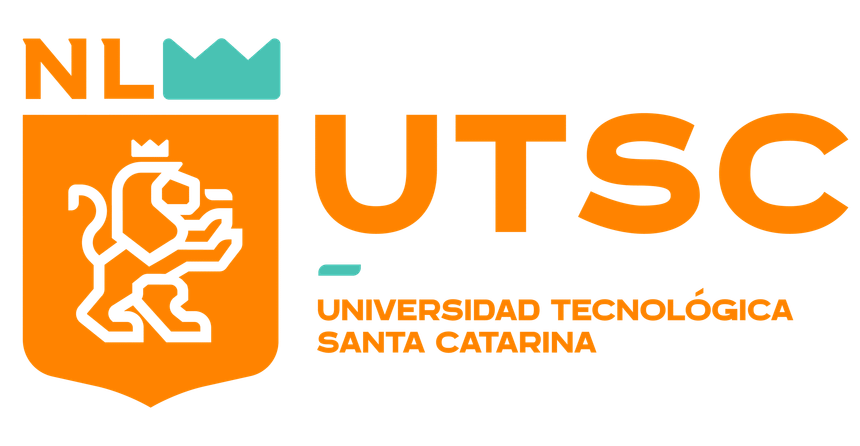 NL
UTSC
UNIVERSIDAD TECNOLÓGICA
SANTA CATARINA